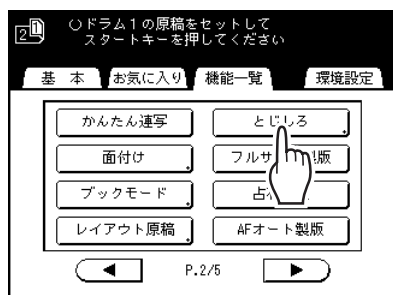 2
〇ドラム1の原稿をセットして
スタートキーを押してください
基 本 お気に入り 機能一覧 環境設定
かんたん連写 とじしろ
面付け フルサ 版
ブックモード 占
レイアウト原稿 AFオート製版
P.2/5